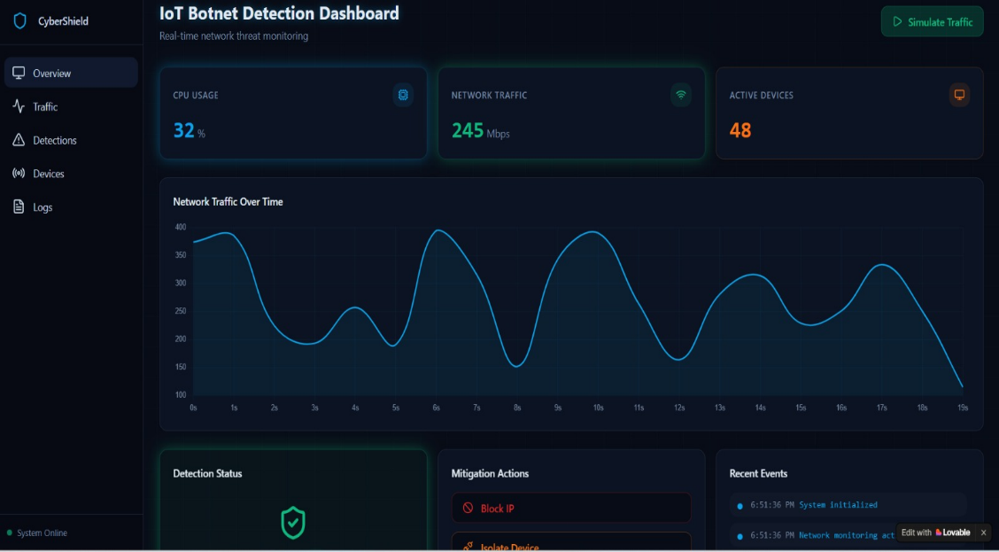 CyberShield
Overview
Traffic
Detections
Devices
Logs
System Online
IoT Botnet Detection Dashboard
Real-time network threat monitoring
Simulate Traffic
CPU USAGE
32 %
NETWORK TRAFFIC
245 Mbps
ACTIVE DEVICES
48
Network Traffic Over Time
400
350
300
250
200
150
100
0s 1s 2s 3s 4s 5s 6s 7s 8s 9s 10s 11s 12s 13s 14s 15s 16s 17s 18s 19s
Detection Status
Mitigation Actions
Block IP
Isolate Device
Recent Events
6:51:36 PM System initialized
6:51:36 PM Network monitoring act
Edit with Lovable X